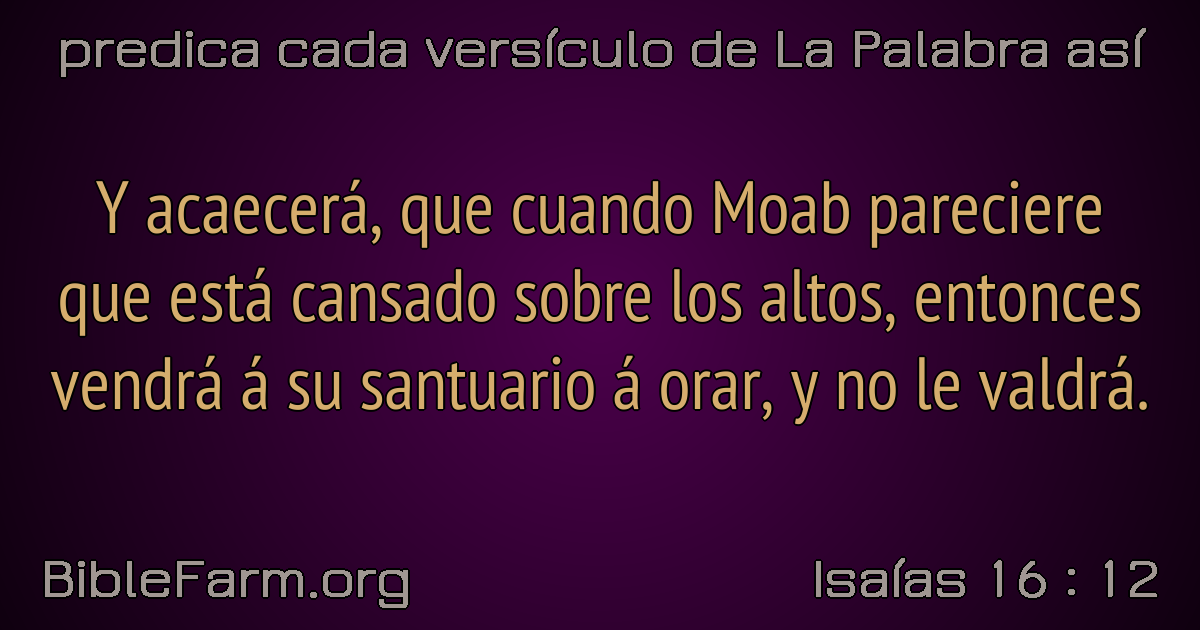 predica cada versículo de La Palabra así
Y acaecerá, que cuando Moab pareciere
que está cansado sobre los altos, entonces
vendrá á su santuario á orar, y no le valdrá.
BibleFarm.org
Isaías 16 : 12